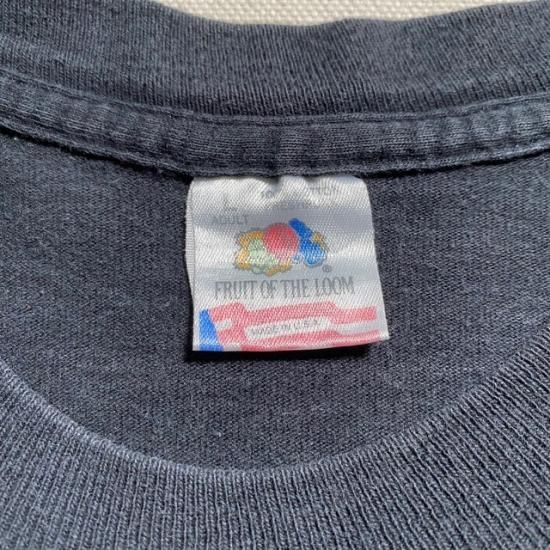 L
ADULT
®
FRUIT OF THE LOOM
MADE IN U.S.A.